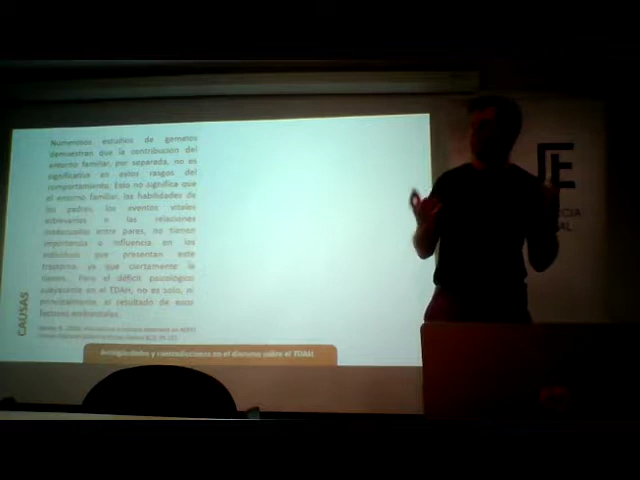 Numerosos estudios de gemelos
demuestran que la contribución del
entorno familiar, por separado, no es
significativa en estos rasgos del
comportamiento. Esto no significa que
el entorno familiar, las habilidades de
los padres, los eventos vitales
estresantes o las relaciones
inadecuadas entre pares, no tienen
importancia o influencia en los
individuos que presentan este
trastorno, ya que ciertamente la
tienen. Pero el déficit psicológico
subyacente en el TDAH, no es solo, ni
principalmente, el resultado de esos
factores ambientales.
CAUSAS
Ambigüedades y contradicciones en el discurso sobre el TDAH